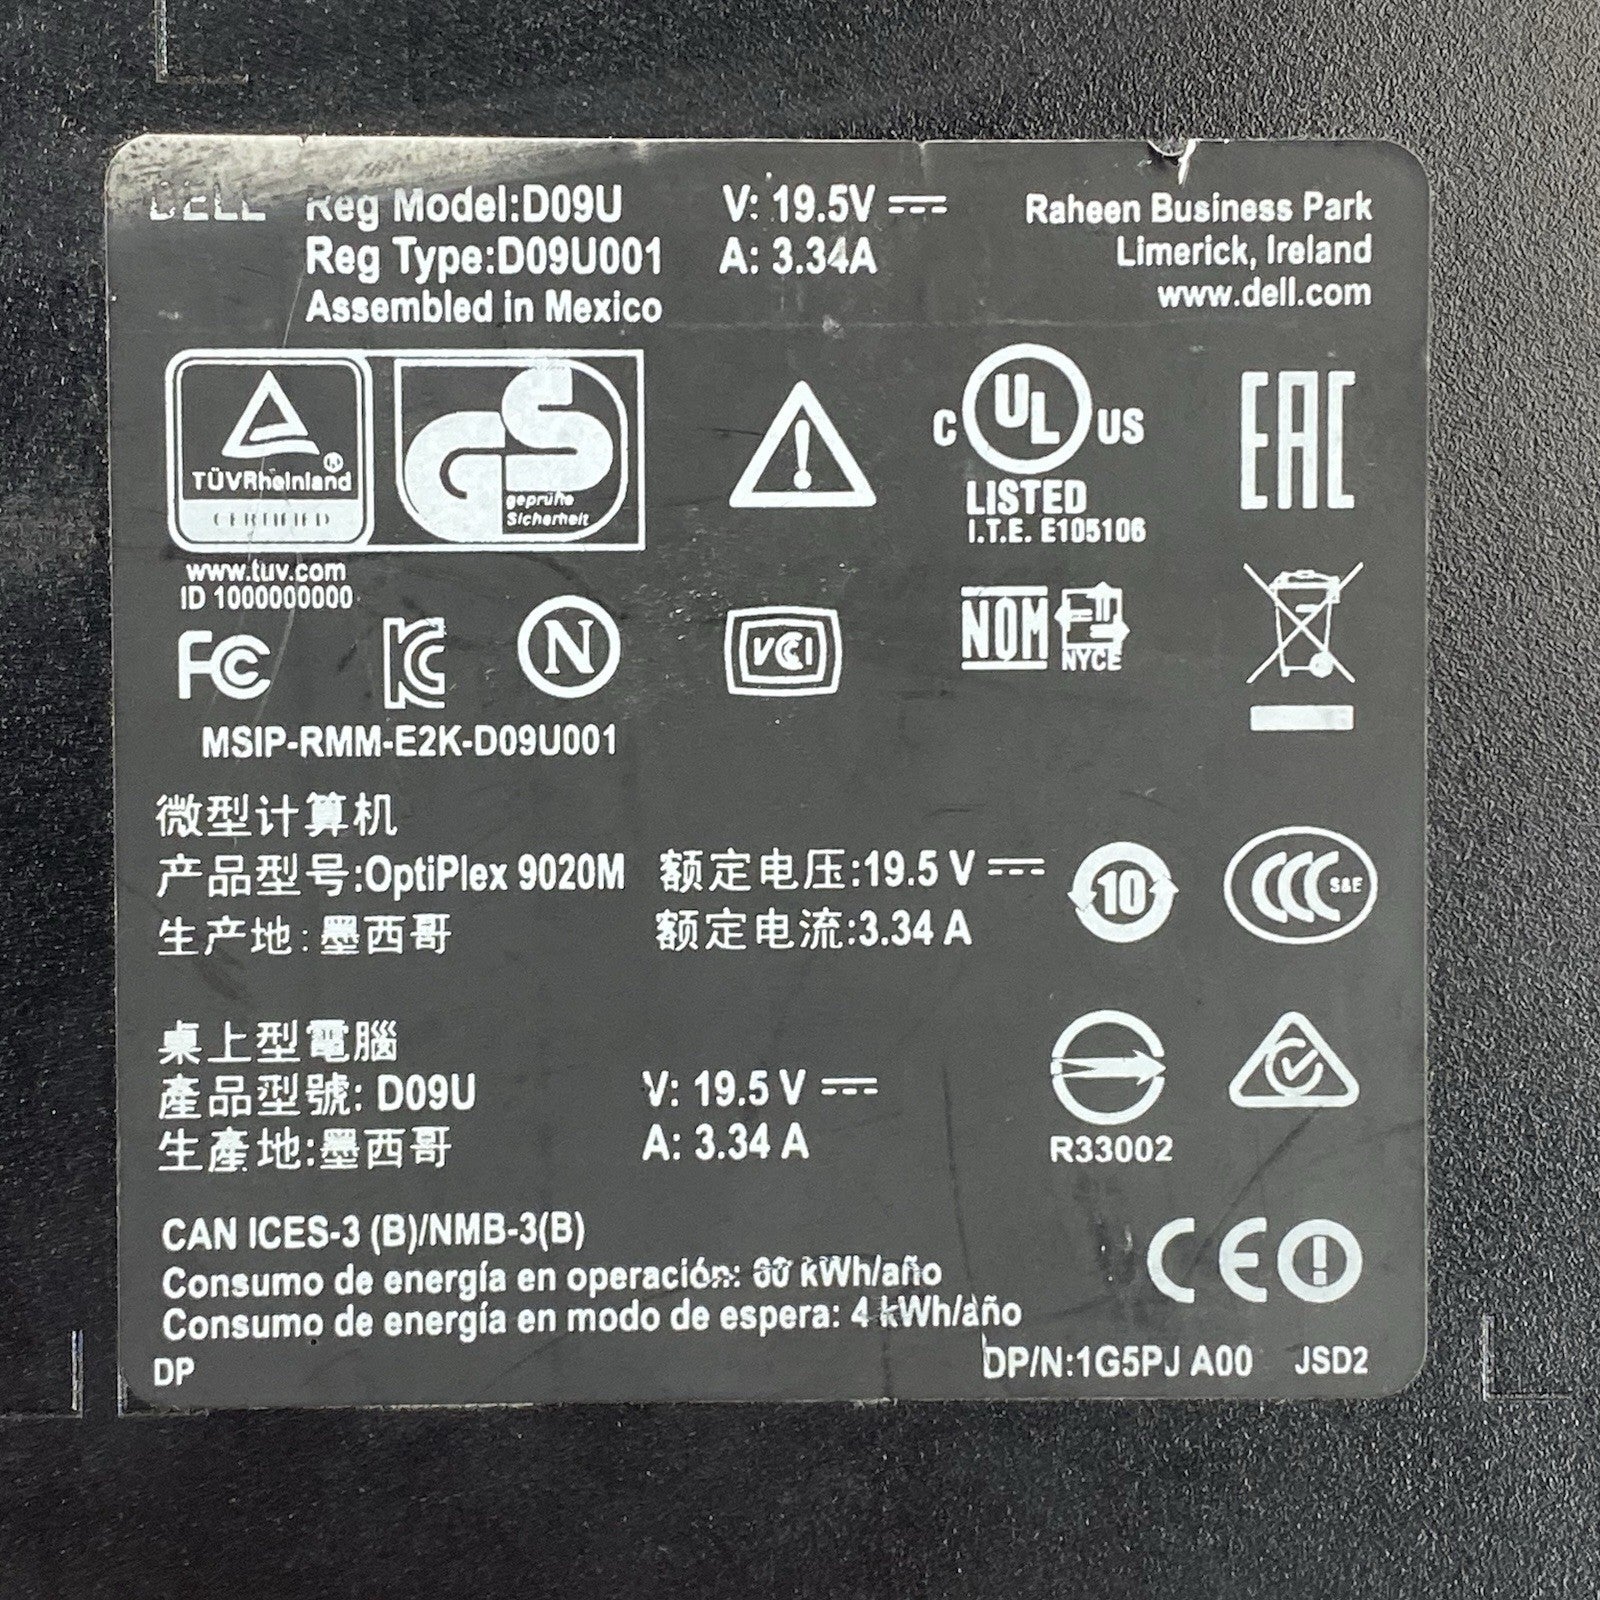 DELL Reg Model:D09U V: 19.5V Raheen Business Park
Reg Type:D09U001 A: 3.34A Limerick, Ireland
Assembled in Mexico www.dell.com
TÜVRheinland
CERTIFIED
GS
geprüfte
Sicherheit
C UL US
LISTED
I.T.E. E105106
EAC
www.tuv.com
ID 1000000000
FC KC N VCCI NOM
NYCE
MSIP-RMM-E2K-D09U001
微型计算机
产品型号:OptiPlex 9020M 额定电压:19.5 V
生产地:墨西哥 额定电流:3.34 A
10 CCC S&E
桌上型電腦
產品型號: D09U V: 19.5 V
生產地:墨西哥 A: 3.34 A
R33002
CAN ICES-3 (B)/NMB-3(B)
Consumo de energía en operación: kWh/año
Consumo de energía en modo de espera: 4 kWh/año
CE
DP DP/N:1G5PJ A00 JSD2